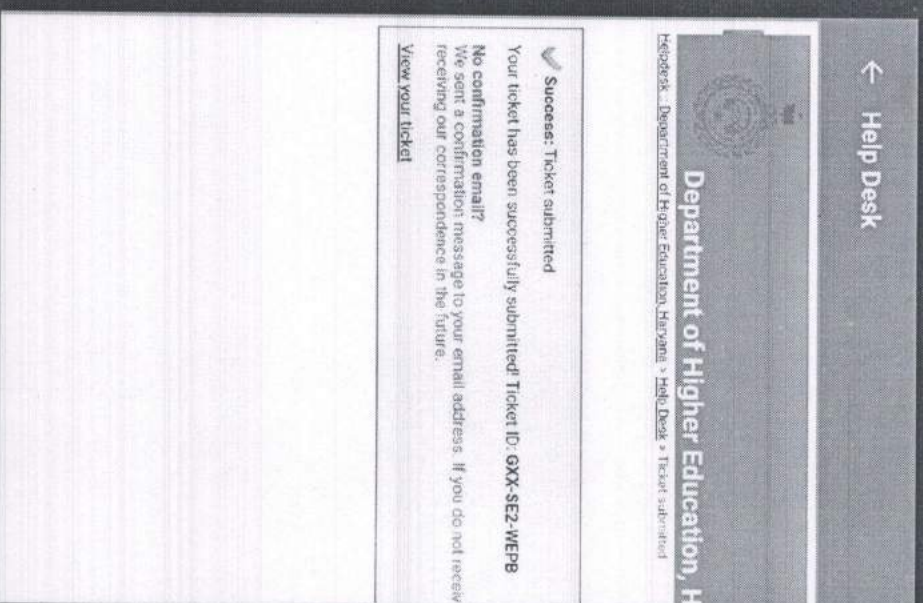 ← Help Desk
Department of Higher Education, H
Helpdesk - Department of Higher Education, Haryana > Help Desk > Ticket submitted
Success: Ticket submitted
Your ticket has been successfully submitted! Ticket ID: GXX-SE2-WEPB
No confirmation email?
We sent a confirmation message to your email address. If you do not receiv
receiving our correspondence in the future.
View your ticket